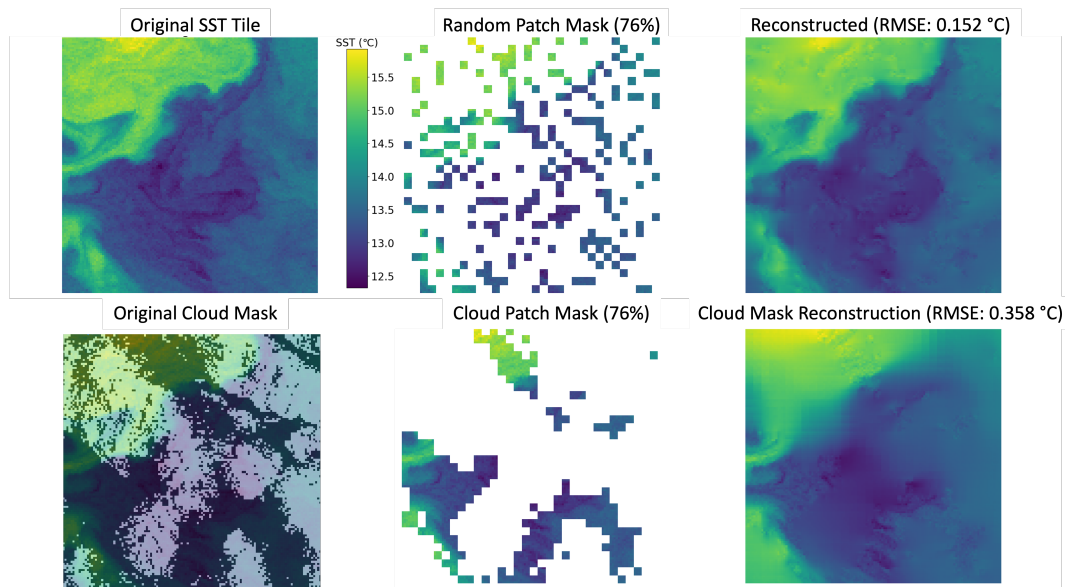 Original SST Tile
Random Patch Mask (76%)
Reconstructed (RMSE: 0.152 °C)
SST (°C)
15.5
15.0
14.5
14.0
13.5
13.0
12.5
Original Cloud Mask
Cloud Patch Mask (76%)
Cloud Mask Reconstruction (RMSE: 0.358 °C)